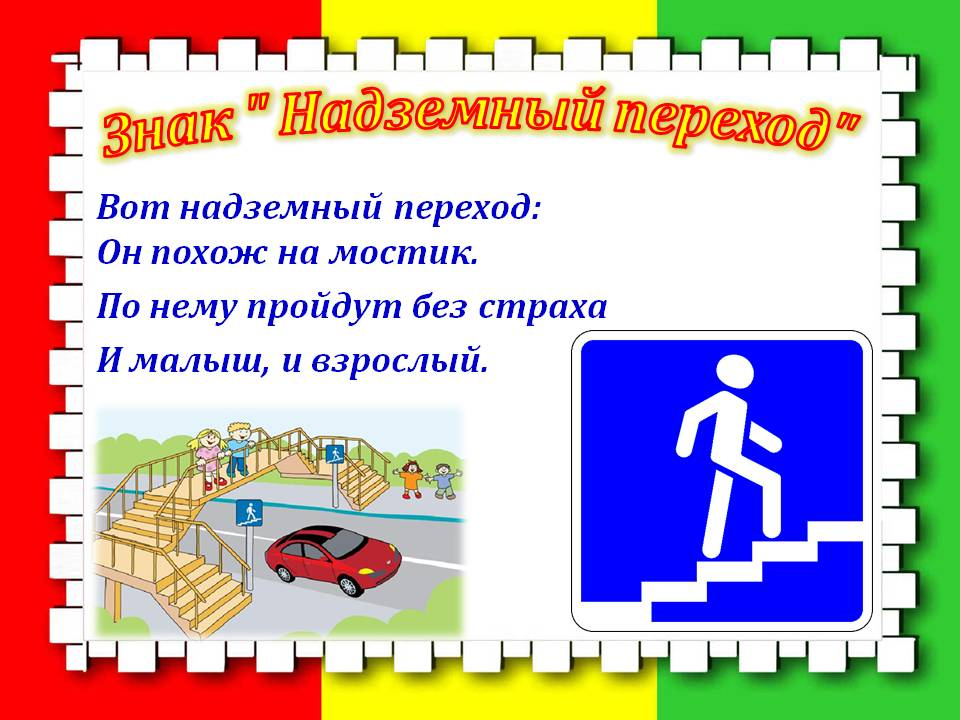 Знак " Надземный переход"
Вот надземный переход:
Он похож на мостик.
По нему пройдут без страха
И малыш, и взрослый.